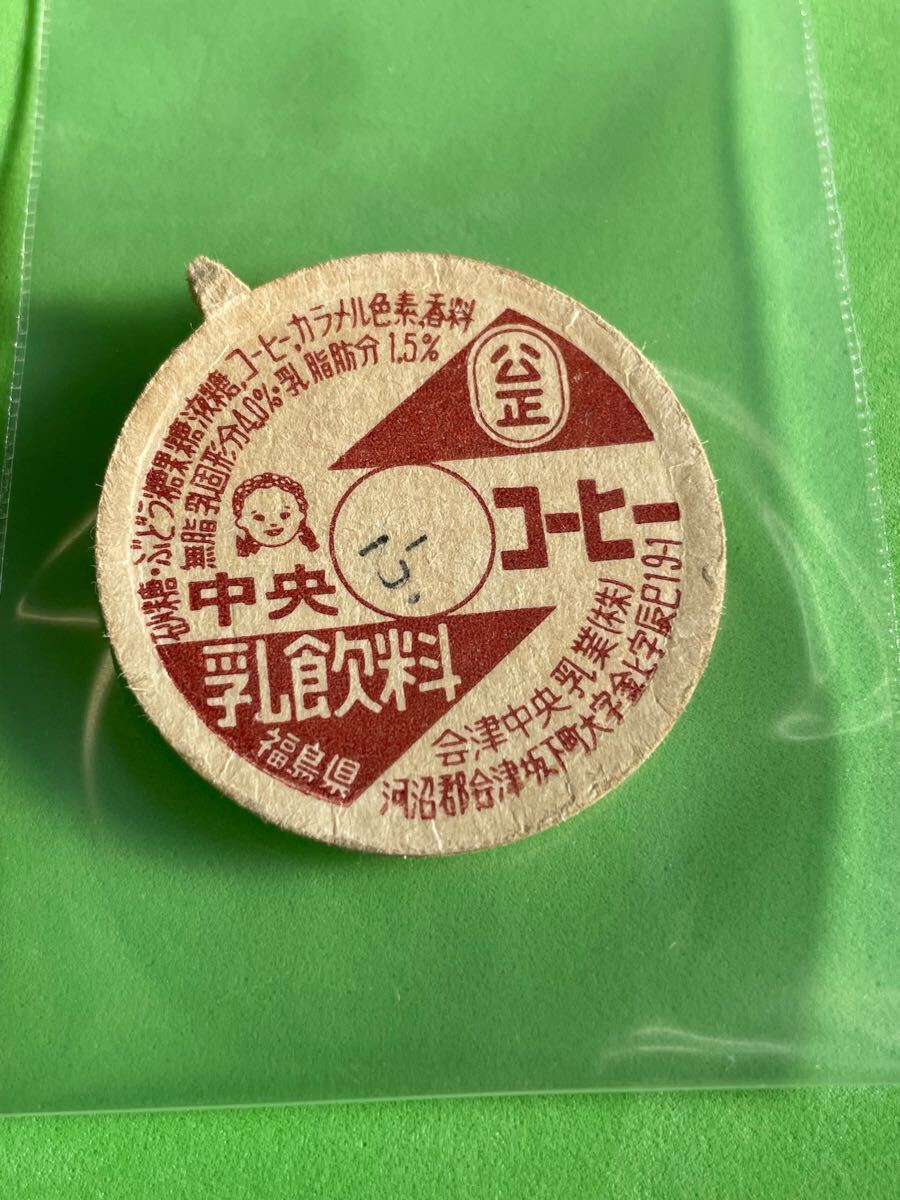 砂糖・ぶどう糖果糖液糖、コーヒー、カラメル色素、香料
無脂乳固形分4.0%、乳脂肪分1.5%
公正
中央
コーヒー
乳飲料
福島県
会津中央乳業(株)
河沼郡会津坂下町大字金上字辰巳19-1